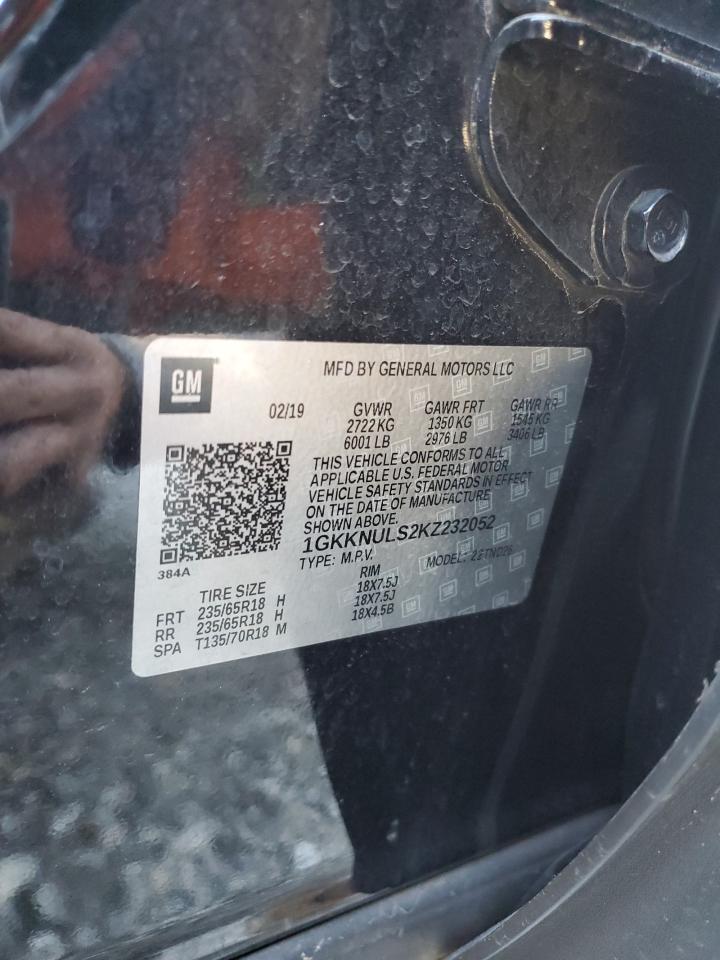 GM
MFD BY GENERAL MOTORS LLC
02/19 GVWR GAWR FRT GAWR RR
2722 KG 1350 KG 1545 KG
6001 LB 2976 LB 3406 LB
THIS VEHICLE CONFORMS TO ALL
APPLICABLE U.S. FEDERAL MOTOR
VEHICLE SAFETY STANDARDS IN EFFECT
ON THE DATE OF MANUFACTURE
SHOWN ABOVE.
1GKKNULS2KZ232052
TYPE: M.P.V. MODEL:
384A
TIRE SIZE RIM
FRT 235/65R18 H 18X7.5J
RR 235/65R18 H 18X7.5J
SPA T135/70R18 M 18X4.5B